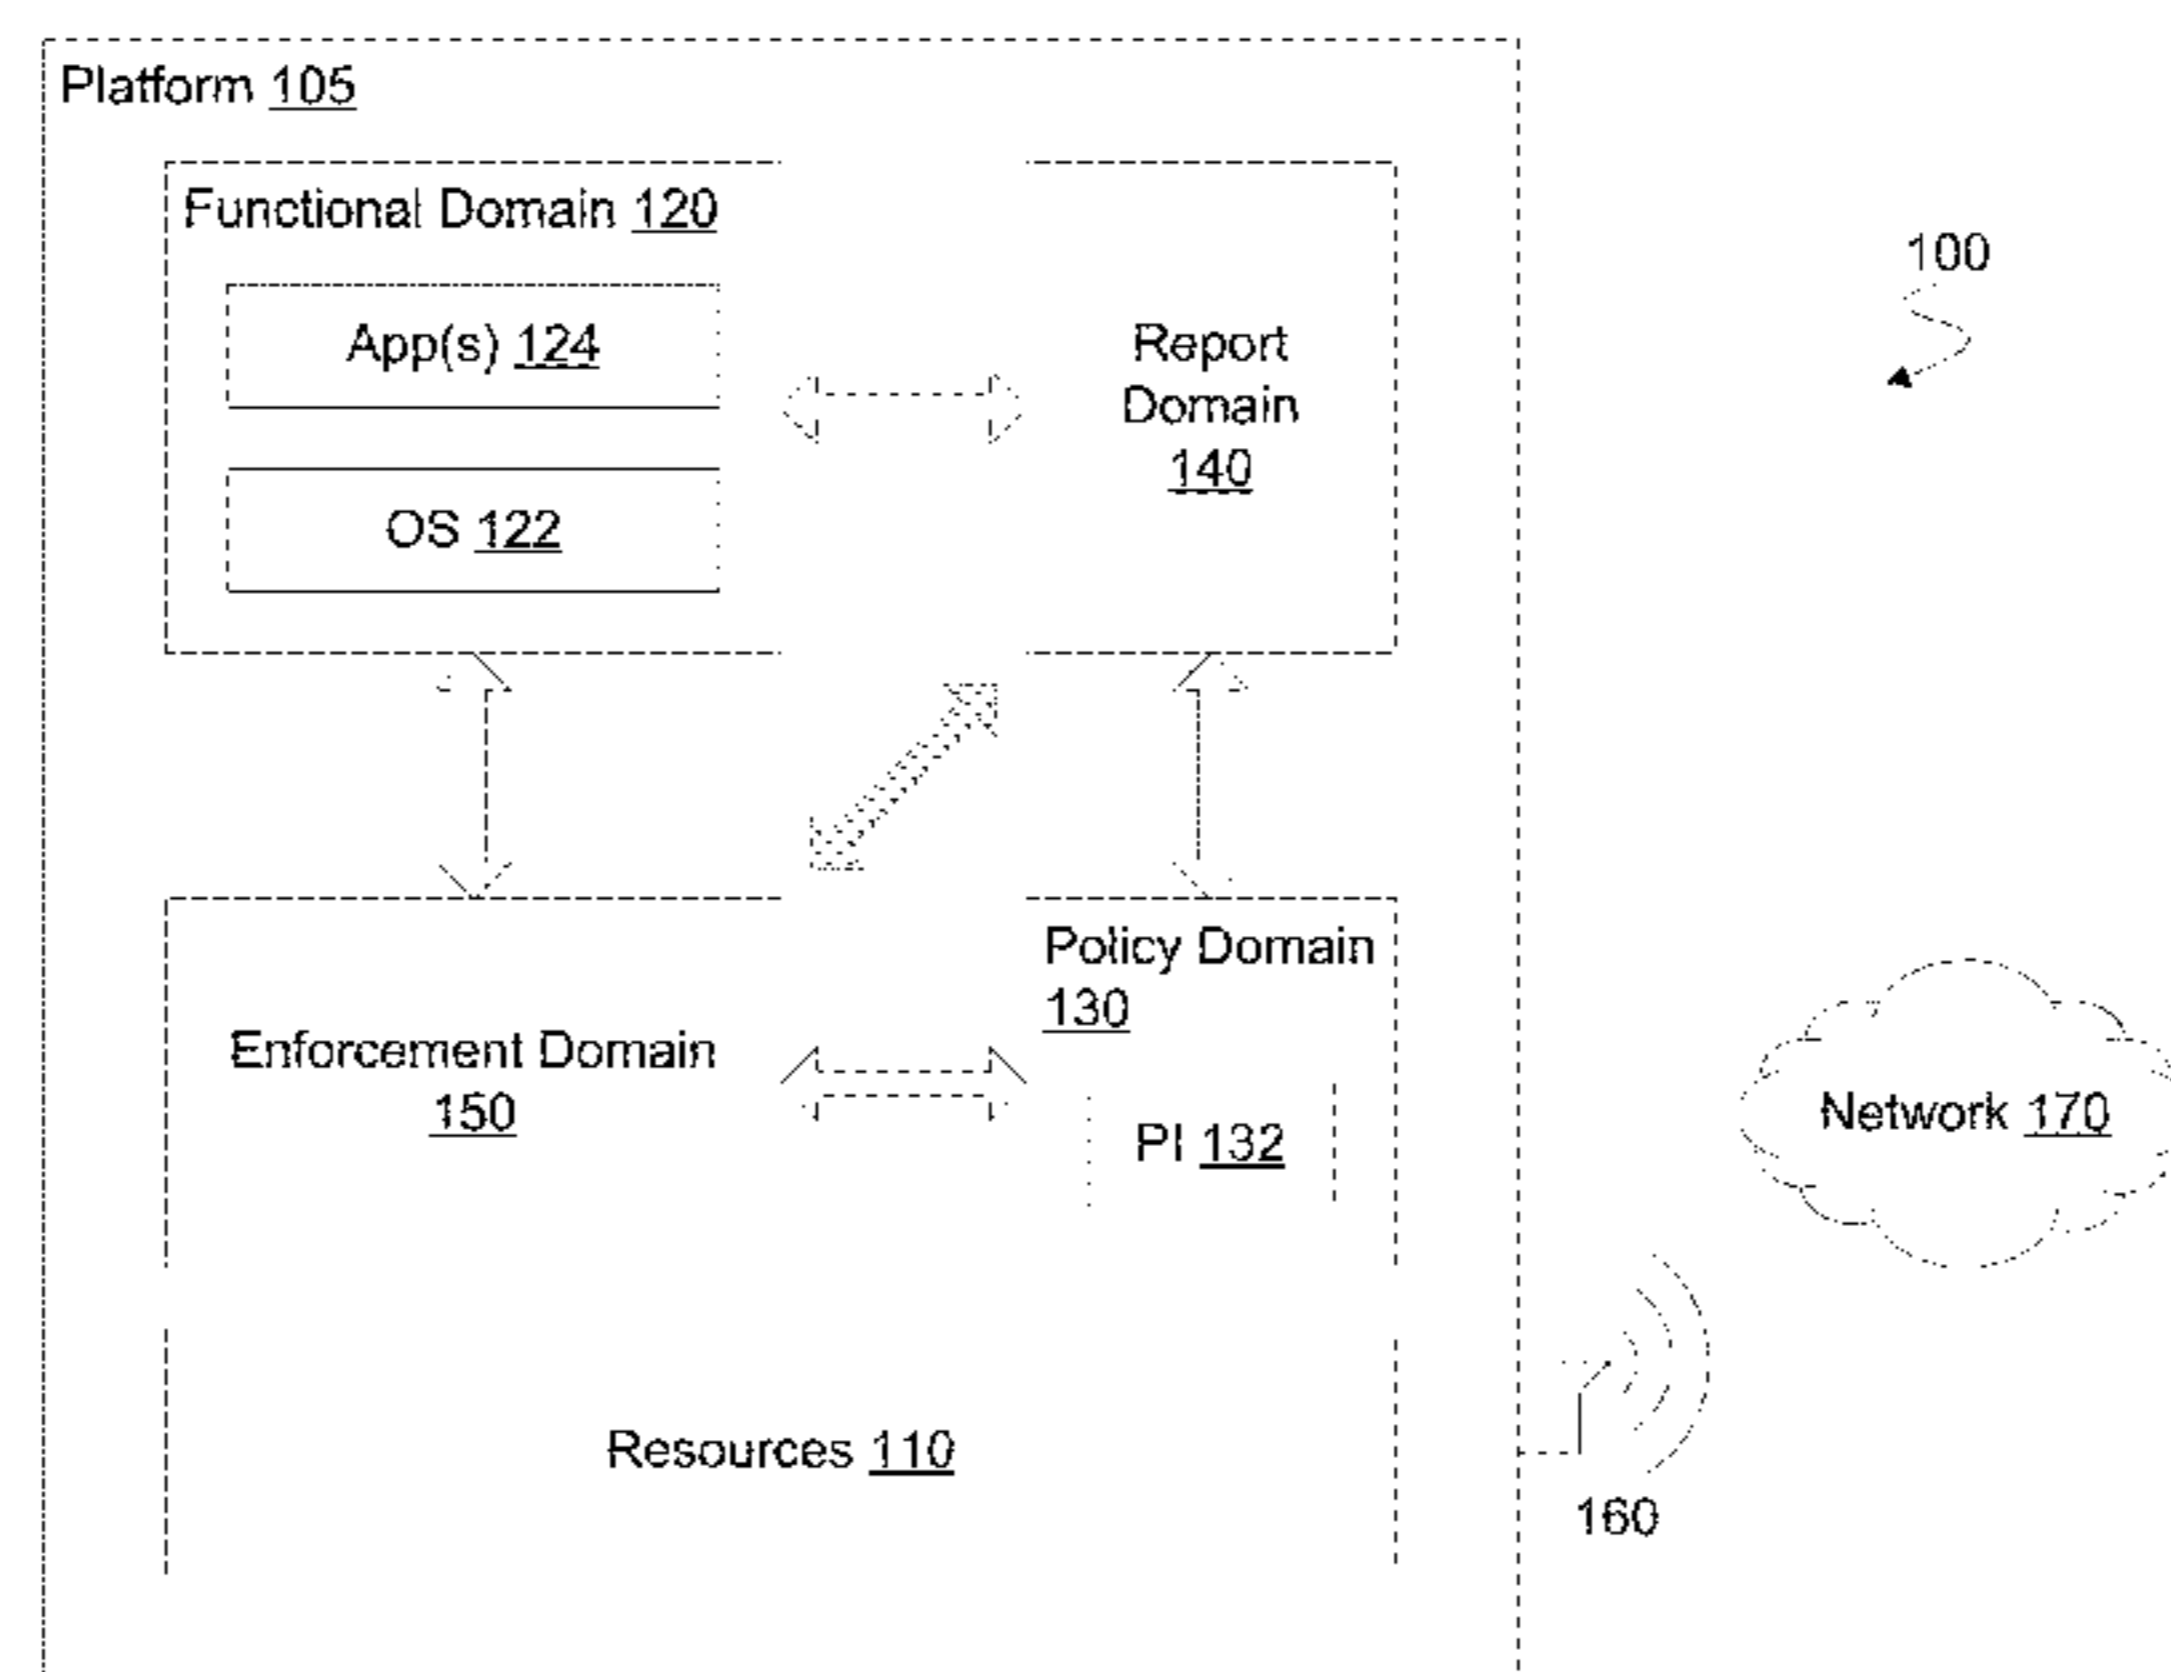 Platform 105
Functional Domain 120
App(s) 124
OS 122
Report
Domain
140
100
Enforcement Domain
150
Policy Domain
130
PI 132
Network 170
Resources 110
160